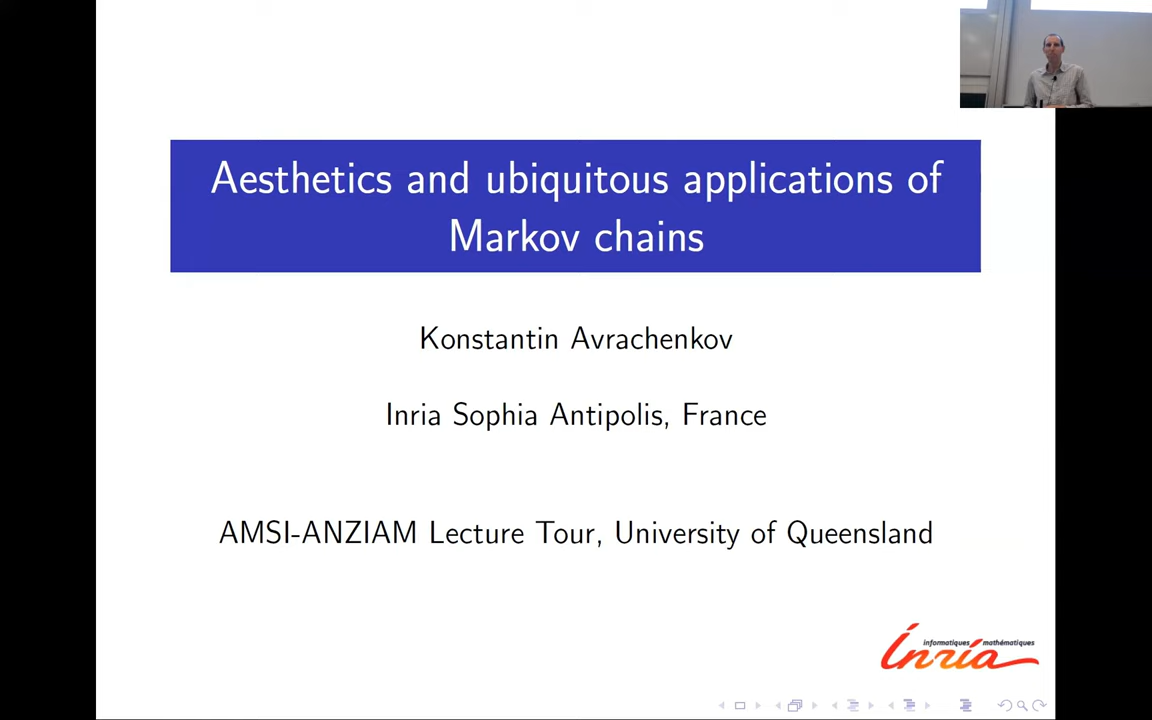 Aesthetics and ubiquitous applications of
Markov chains
Konstantin Avrachenkov
Inria Sophia Antipolis, France
AMSI-ANZIAM Lecture Tour, University of Queensland
informatiques mathématiques
Inria